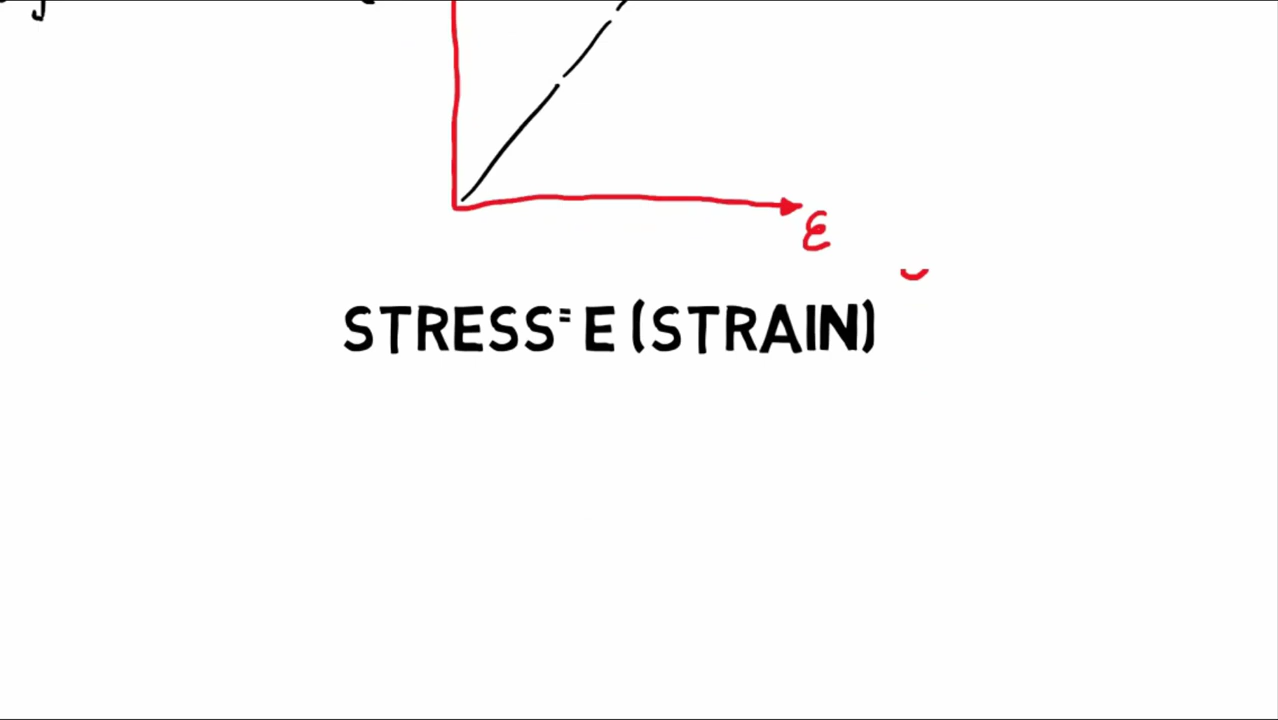 ε
STRESS = E (STRAIN)